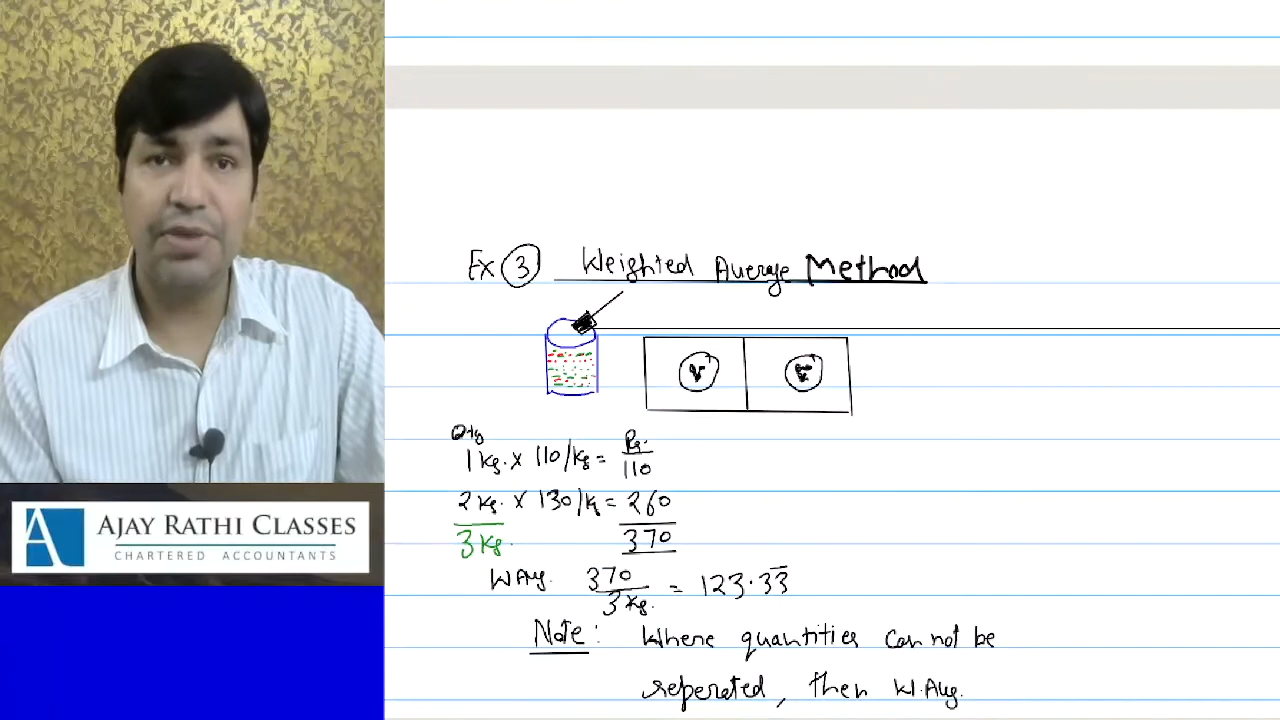 Ex 3 Weighted Average Method
V E
Qty Rs.
1 kg. x 110/kg = 110
2 kg. x 130/k = 260
3 kg. 370
W Avg. 370 / 3 kg. = 123.33
Note: Where quantities can not be
seperated, then W.Avg.
AJAY RATHI CLASSES
CHARTERED ACCOUNTANTS